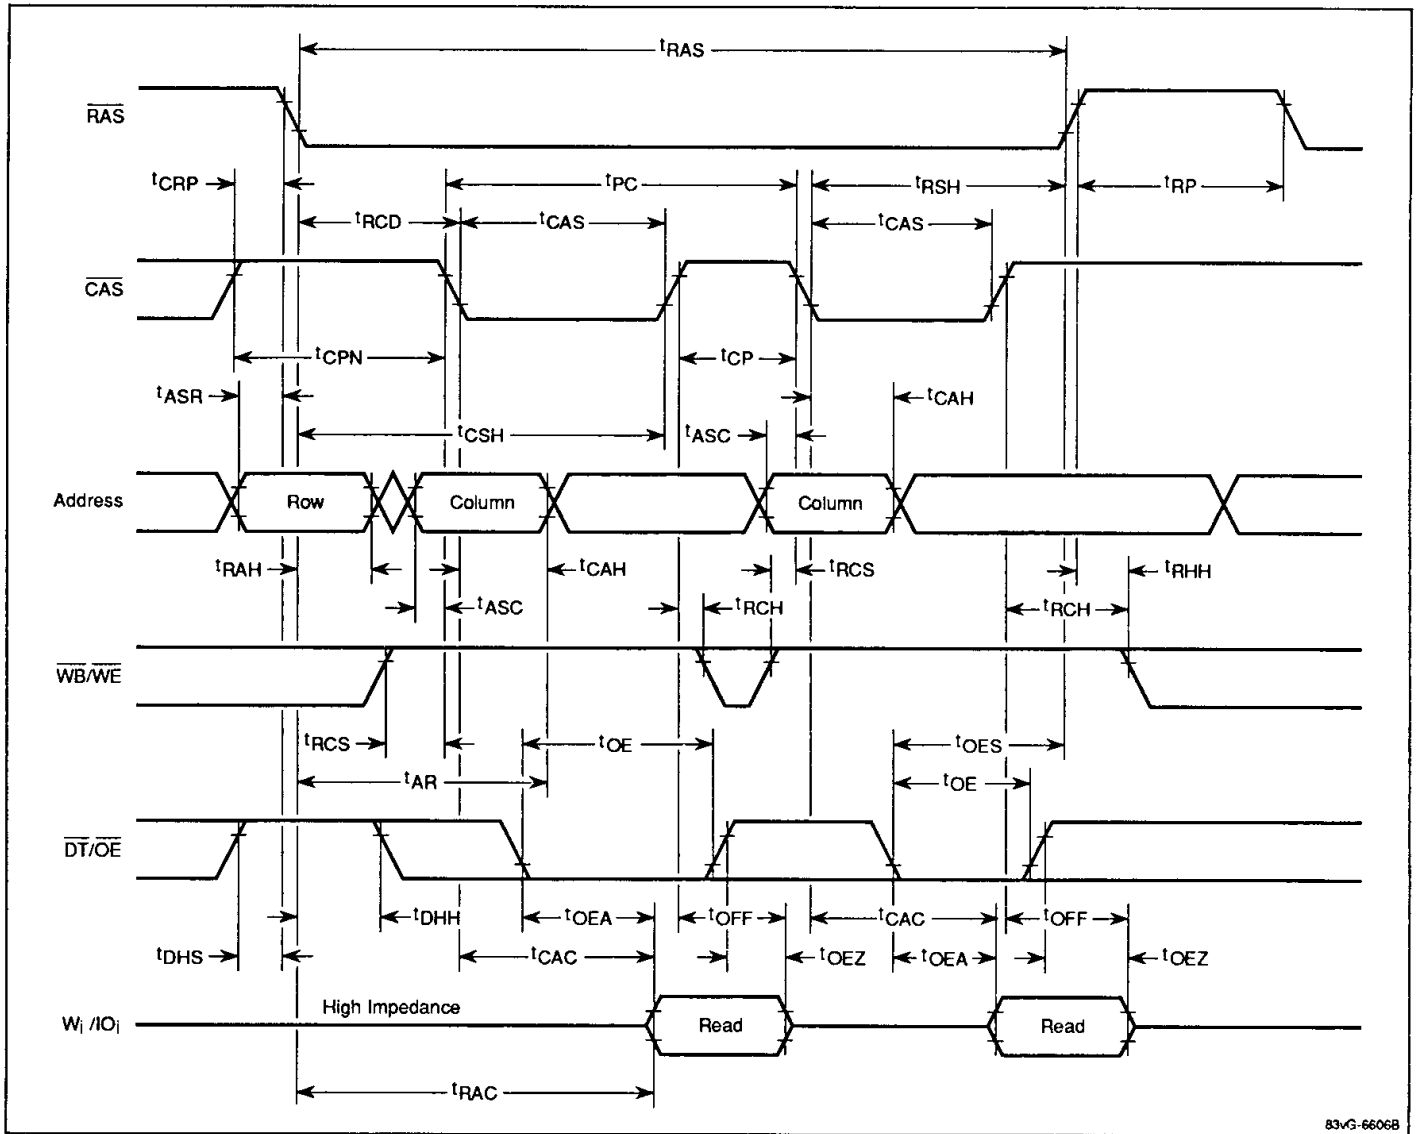 tRAS
RAS
tCRP
tPC
tRSH
tRP
tRCD
tCAS
tCAS
CAS
tCPN
tCP
tASR
tCAH
tCSH
tASC
Address
Row
Column
Column
tRAH
tCAH
tRCS
tRHH
tASC
tRCH
tRCH
WB/WE
tRCS
tOE
tOES
tAR
tOE
DT/OE
tDHH
tOEA
tOFF
tCAC
tOFF
tDHS
tCAC
tOEZ
tOEA
tOEZ
High Impedance
Wi /IOi
Read
Read
tRAC
83vG-6606B